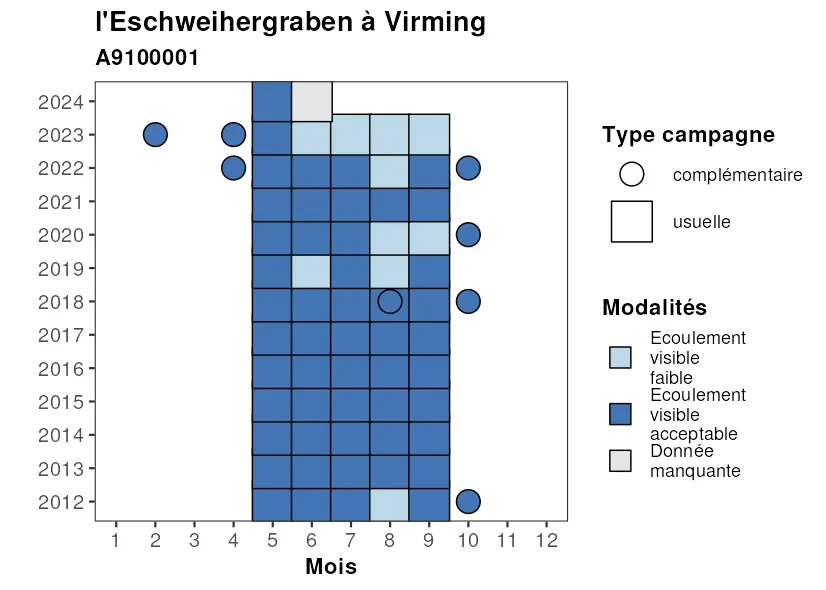 l'Eschweihergraben à Virming
A9100001
2024
2023
2022
2021
2020
2019
2018
2017
2016
2015
2014
2013
2012
1 2 3 4 5 6 7 8 9 10 11 12
Mois
Type campagne
complémentaire
usuelle
Modalités
Ecoulement
visible
faible
Ecoulement
visible
acceptable
Donnée
manquante